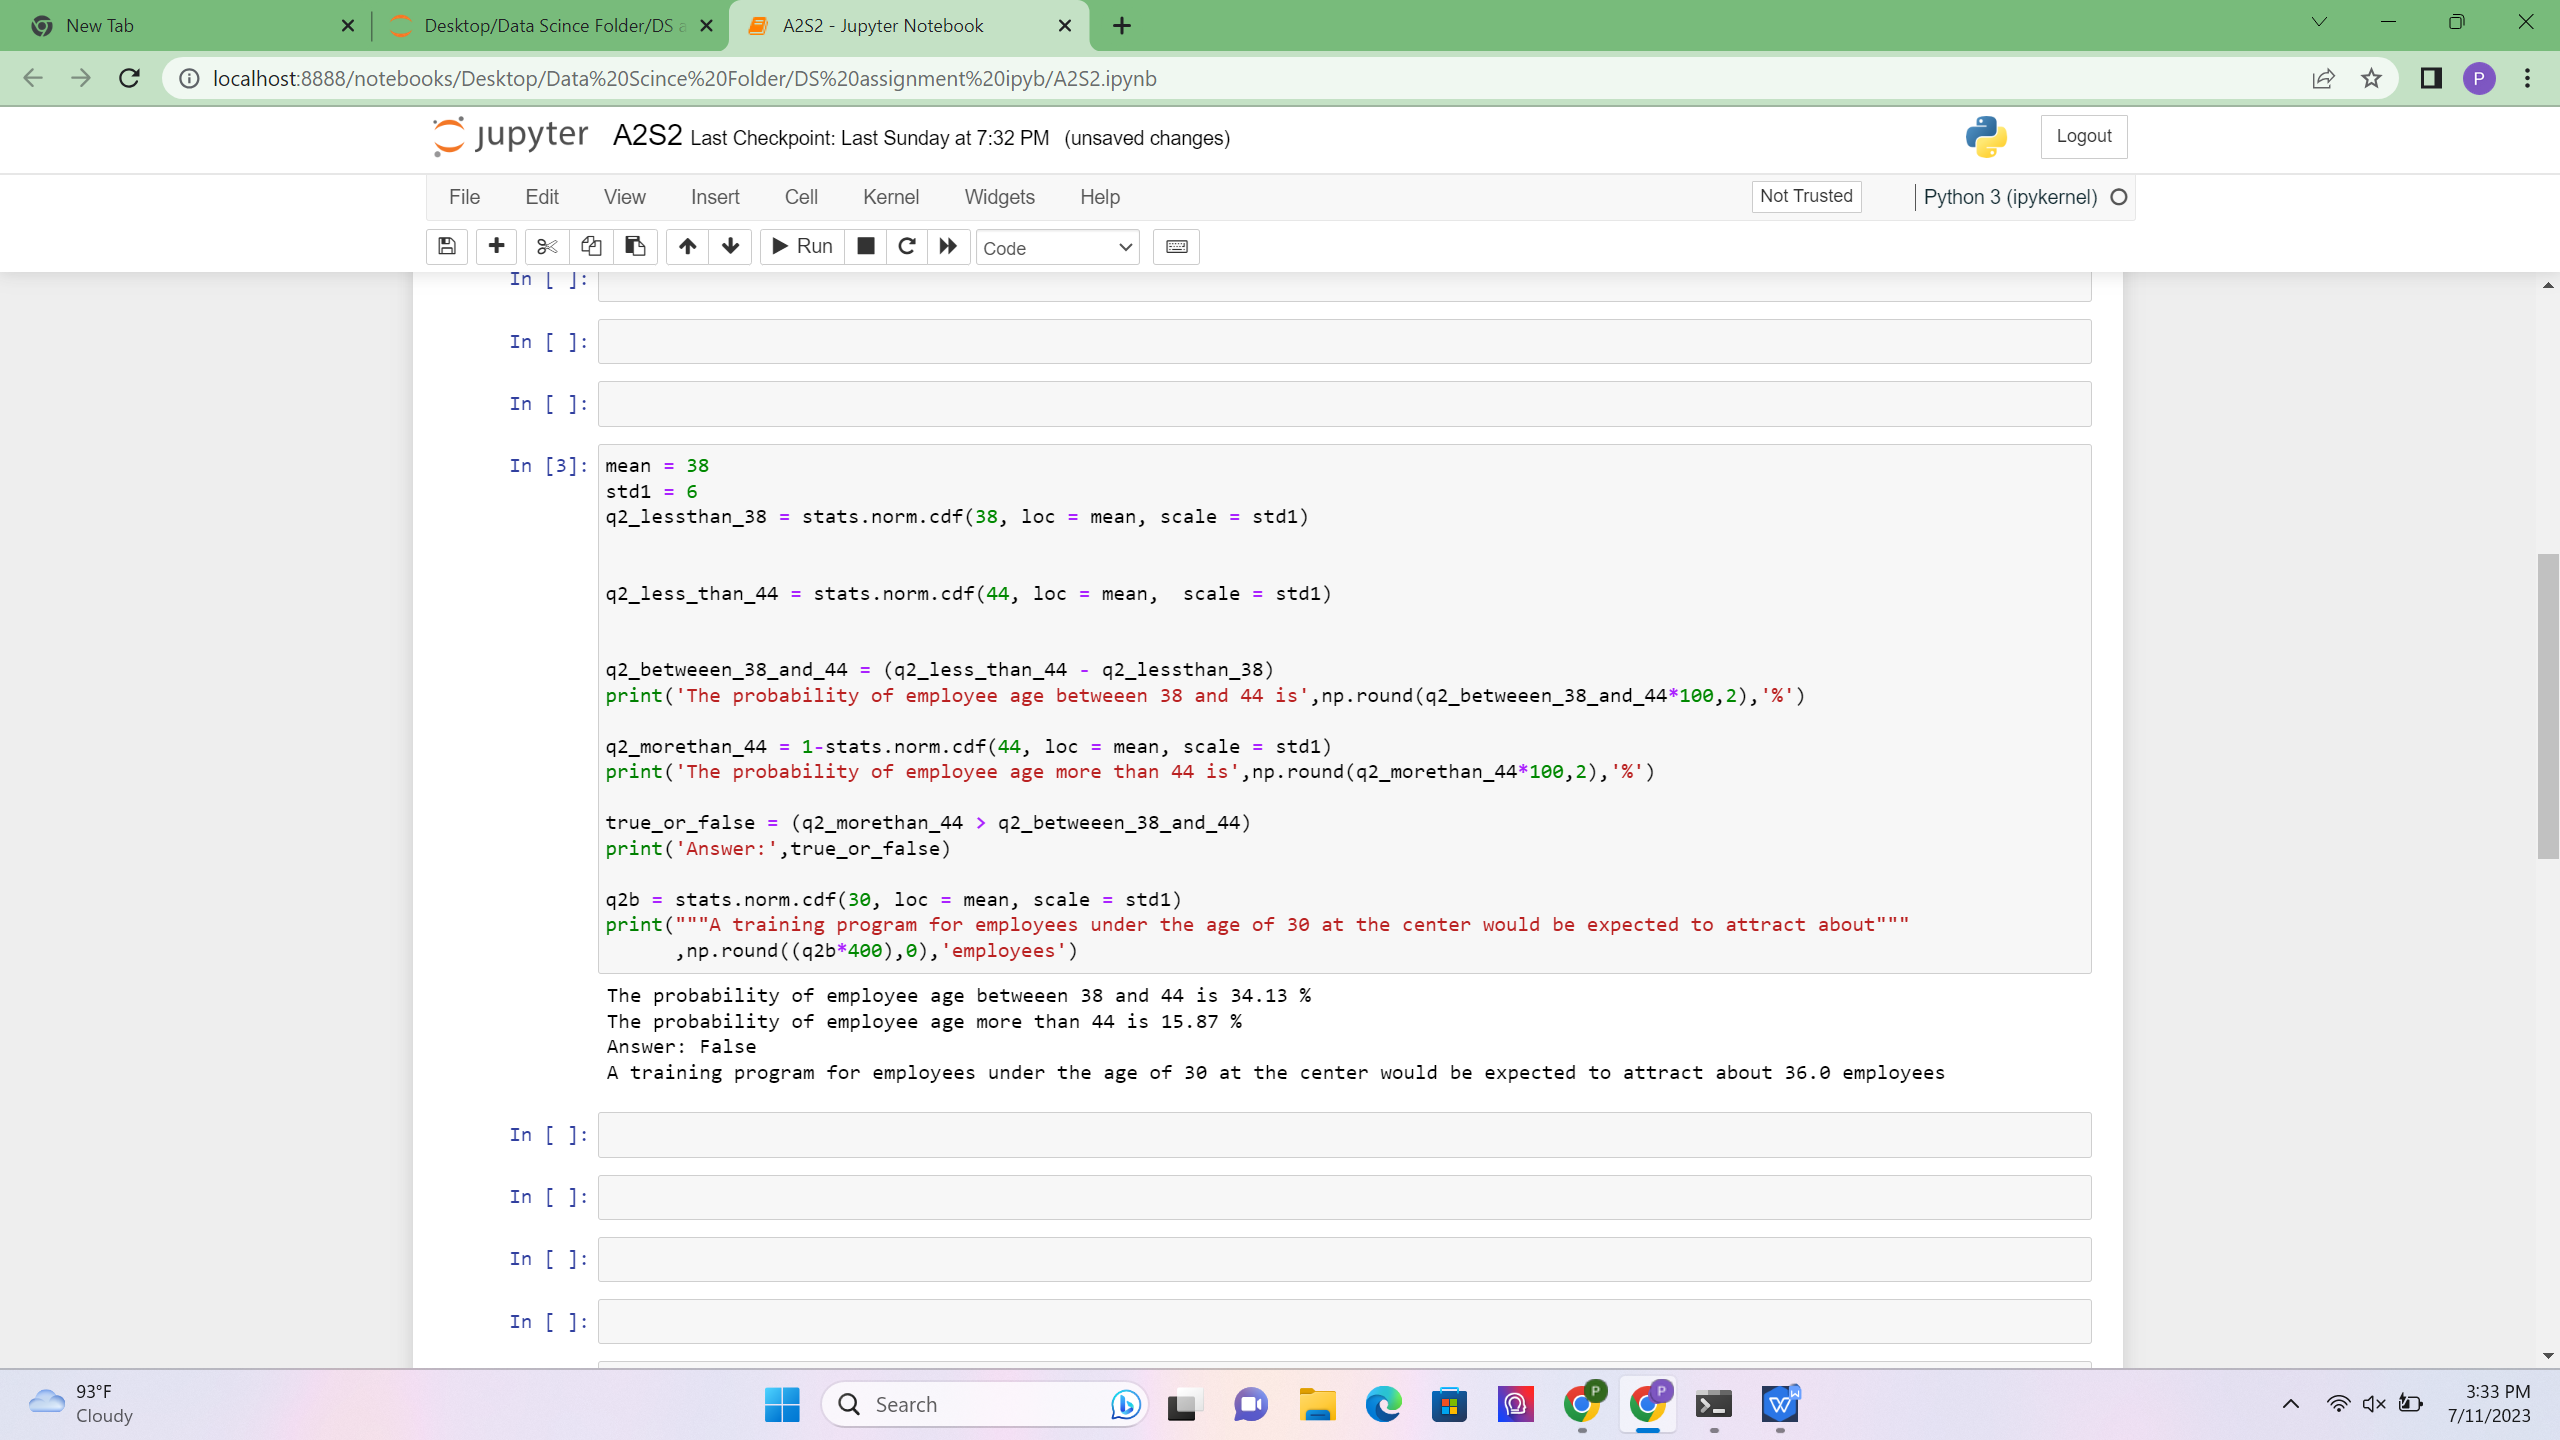 New Tab
Desktop/Data Scince Folder/DS a
A2S2 - Jupyter Notebook
localhost:8888/notebooks/Desktop/Data%20Scince%20Folder/DS%20assignment%20ipyb/A2S2.ipynb
P
jupyter A2S2 Last Checkpoint: Last Sunday at 7:32 PM (unsaved changes)
Logout
File Edit View Insert Cell Kernel Widgets Help
Not Trusted
Python 3 (ipykernel)
Run
Code
In [ ]:
In [ ]:
In [ ]:
In [3]:
mean = 38
std1 = 6
q2_lessthan_38 = stats.norm.cdf(38, loc = mean, scale = std1)
q2_less_than_44 = stats.norm.cdf(44, loc = mean,  scale = std1)
q2_betweeen_38_and_44 = (q2_less_than_44 - q2_lessthan_38)
print('The probability of employee age betweeen 38 and 44 is',np.round(q2_betweeen_38_and_44*100,2),'%')
q2_morethan_44 = 1-stats.norm.cdf(44, loc = mean, scale = std1)
print('The probability of employee age more than 44 is',np.round(q2_morethan_44*100,2),'%')
true_or_false = (q2_morethan_44 > q2_betweeen_38_and_44)
print('Answer:',true_or_false)
q2b = stats.norm.cdf(30, loc = mean, scale = std1)
print("""A training program for employees under the age of 30 at the center would be expected to attract about"""
,np.round((q2b*400),0),'employees')
The probability of employee age betweeen 38 and 44 is 34.13 %
The probability of employee age more than 44 is 15.87 %
Answer: False
A training program for employees under the age of 30 at the center would be expected to attract about 36.0 employees
In [ ]:
In [ ]:
In [ ]:
In [ ]:
93°F
Cloudy
Search
P
P
W
3:33 PM
7/11/2023